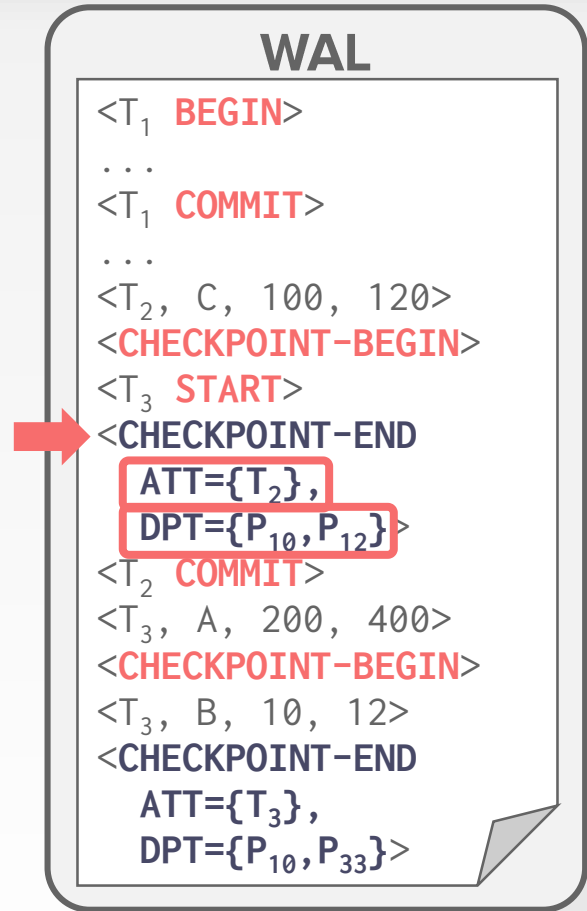 WAL
<T₁ BEGIN>
...
<T₁ COMMIT>
...
<T₂, C, 100, 120>
<CHECKPOINT-BEGIN>
<T₃ START>
<CHECKPOINT-END
ATT={T₂},
DPT={P₁₀,P₁₂}>
<T₂ COMMIT>
<T₃, A, 200, 400>
<CHECKPOINT-BEGIN>
<T₃, B, 10, 12>
<CHECKPOINT-END
ATT={T₃},
DPT={P₁₀,P₃₃}>